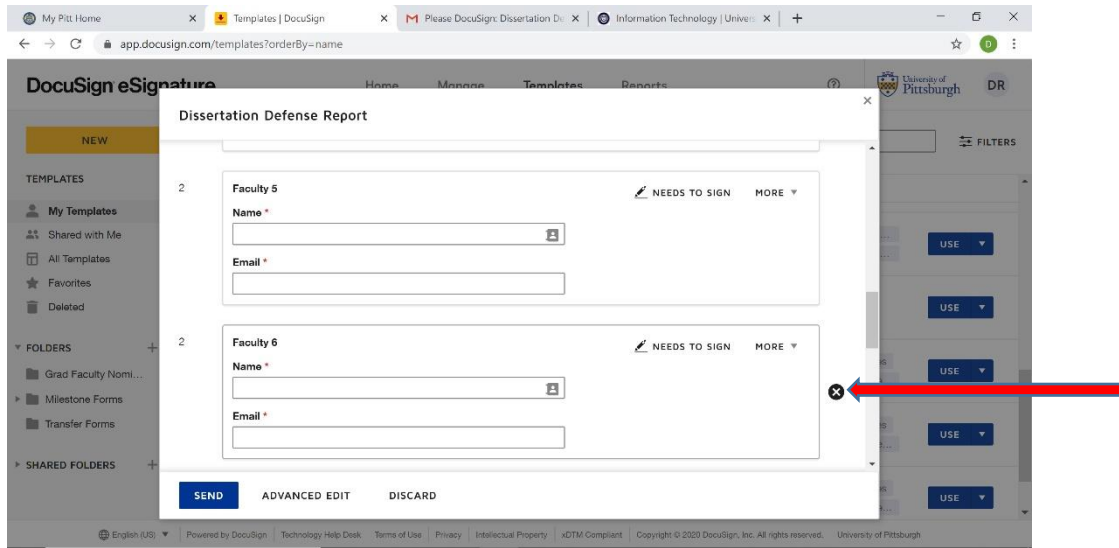 My Pitt Home
Templates | DocuSign
Please DocuSign: Dissertation De
Information Technology | Univers
app.docusign.com/templates?orderBy=name
D
DocuSign eSignature
Home Manage Templates Reports
University of Pittsburgh
DR
Dissertation Defense Report
NEW
FILTERS
TEMPLATES
My Templates
Shared with Me
All Templates
Favorites
Deleted
FOLDERS
Grad Faculty Nomi...
Milestone Forms
Transfer Forms
SHARED FOLDERS
2 Faculty 5 NEEDS TO SIGN MORE
Name *
Email *
2 Faculty 6 NEEDS TO SIGN MORE
Name *
Email *
USE
USE
USE
USE
USE
SEND ADVANCED EDIT DISCARD
English (US) Powered by DocuSign Technology Help Desk Terms of Use Privacy Intellectual Property xDTM Compliant Copyright © 2020 DocuSign, Inc. All rights reserved. University of Pittsburgh